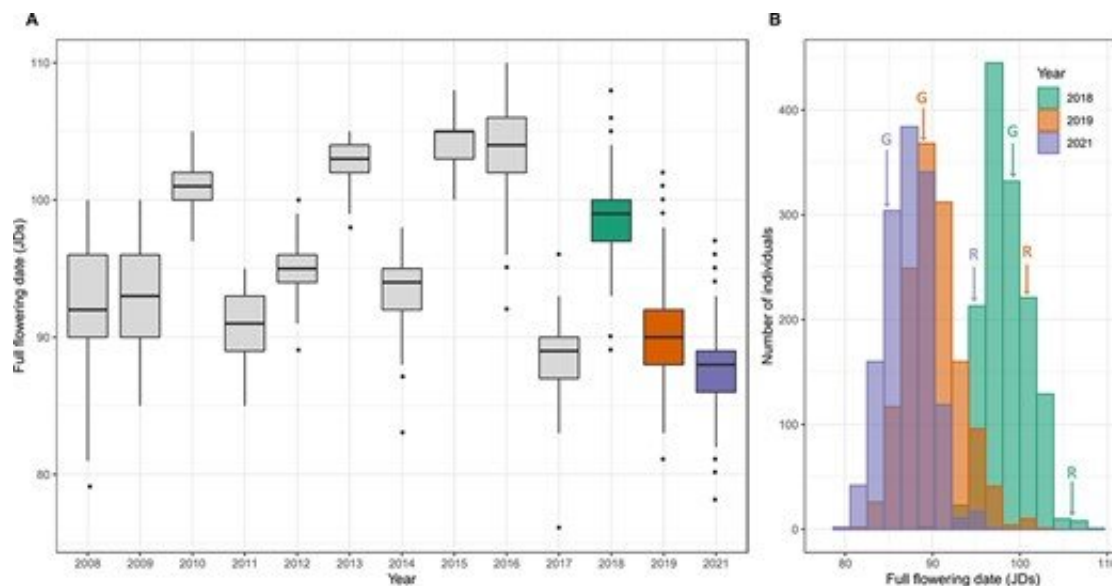 A
B
110
100
90
80
Full flowering date (JDs)
2008 2009 2010 2011 2012 2013 2014 2015 2016 2017 2018 2019 2021
Year
400
300
200
100
0
Number of individuals
Year
2018
2019
2021
G
G
G
R
R
R
80 90 100 11
Full flowering date (JDs)